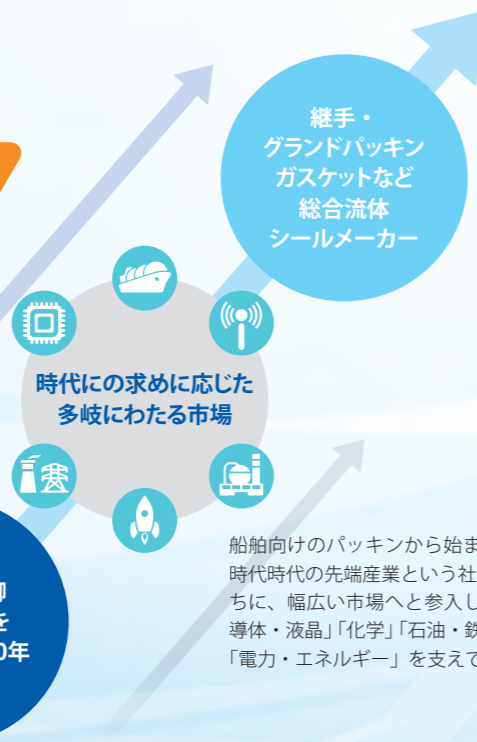 継手・
グランドパッキン
ガスケットなど
総合流体
シールメーカー
時代にの求めに応じた
多岐にわたる市場
船舶向けのパッキンから始ま
時代時代の先端産業という社
ちに、幅広い市場へと参入し
導体・液晶」「化学」「石油・鉄
「電力・エネルギー」を支えて
を
0年